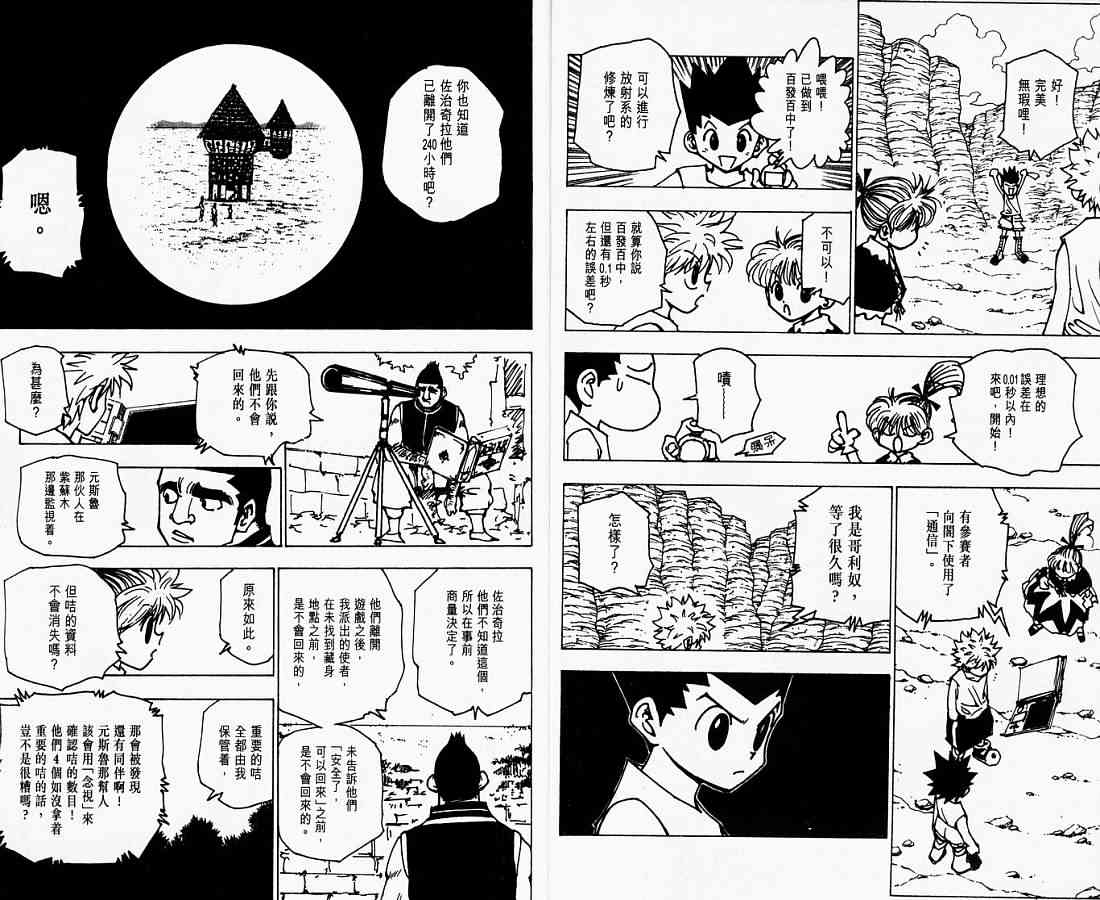 好！
完美
無瑕哩！
喂喂！
已做到
百發百中了！
可以進行
放射系的
修煉了吧？
不可以！
就算你說
百發百中，
但還有0.1秒
左右的誤差吧？
理想的
誤差在
0.01秒以內！
來吧，開始！
嘖
有參賽者
向閣下使用了
「通信」。
我是哥利奴，
等了很久嗎？
怎樣了？
你也知道
佐治奇拉他們
已離開了
240小時吧？
嗯。
先跟你說，
他們不會
回來的。
為甚麼？
元斯魯
那伙人在
紫蘇木
那邊監視着。
佐治奇拉
他們不知道這個，
所以在事前
商量決定了。
他們離開
遊戲之後，
我派出的使者，
在未找到藏身
地點之前，
是不會回來的，
原來如此。
但咭的資料
不會消失嗎？
未告訴他們
「安全了，
可以回來」之前，
是不會回來的。
重要的咭
全都由我
保管着，
那會被發現
還有同伴啊！
元斯魯那幫人
該會用「念視」來
確認咭的數目！
他們4個如沒拿着
重要的咭的話，
豈不是很糟嗎？